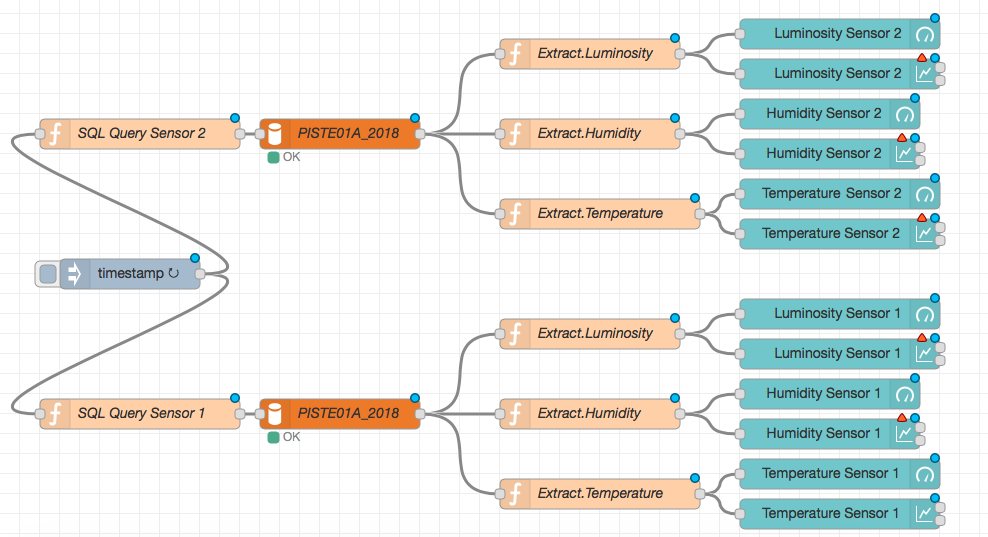 Luminosity Sensor 2
Extract.Luminosity
Luminosity Sensor 2
Humidity Sensor 2
SQL Query Sensor 2
PISTE01A_2018
Extract.Humidity
OK
Humidity Sensor 2
Temperature Sensor 2
Extract.Temperature
Temperature Sensor 2
timestamp ↻
Luminosity Sensor 1
Extract.Luminosity
Luminosity Sensor 1
Humidity Sensor 1
SQL Query Sensor 1
PISTE01A_2018
Extract.Humidity
OK
Humidity Sensor 1
Temperature Sensor 1
Extract.Temperature
Temperature Sensor 1